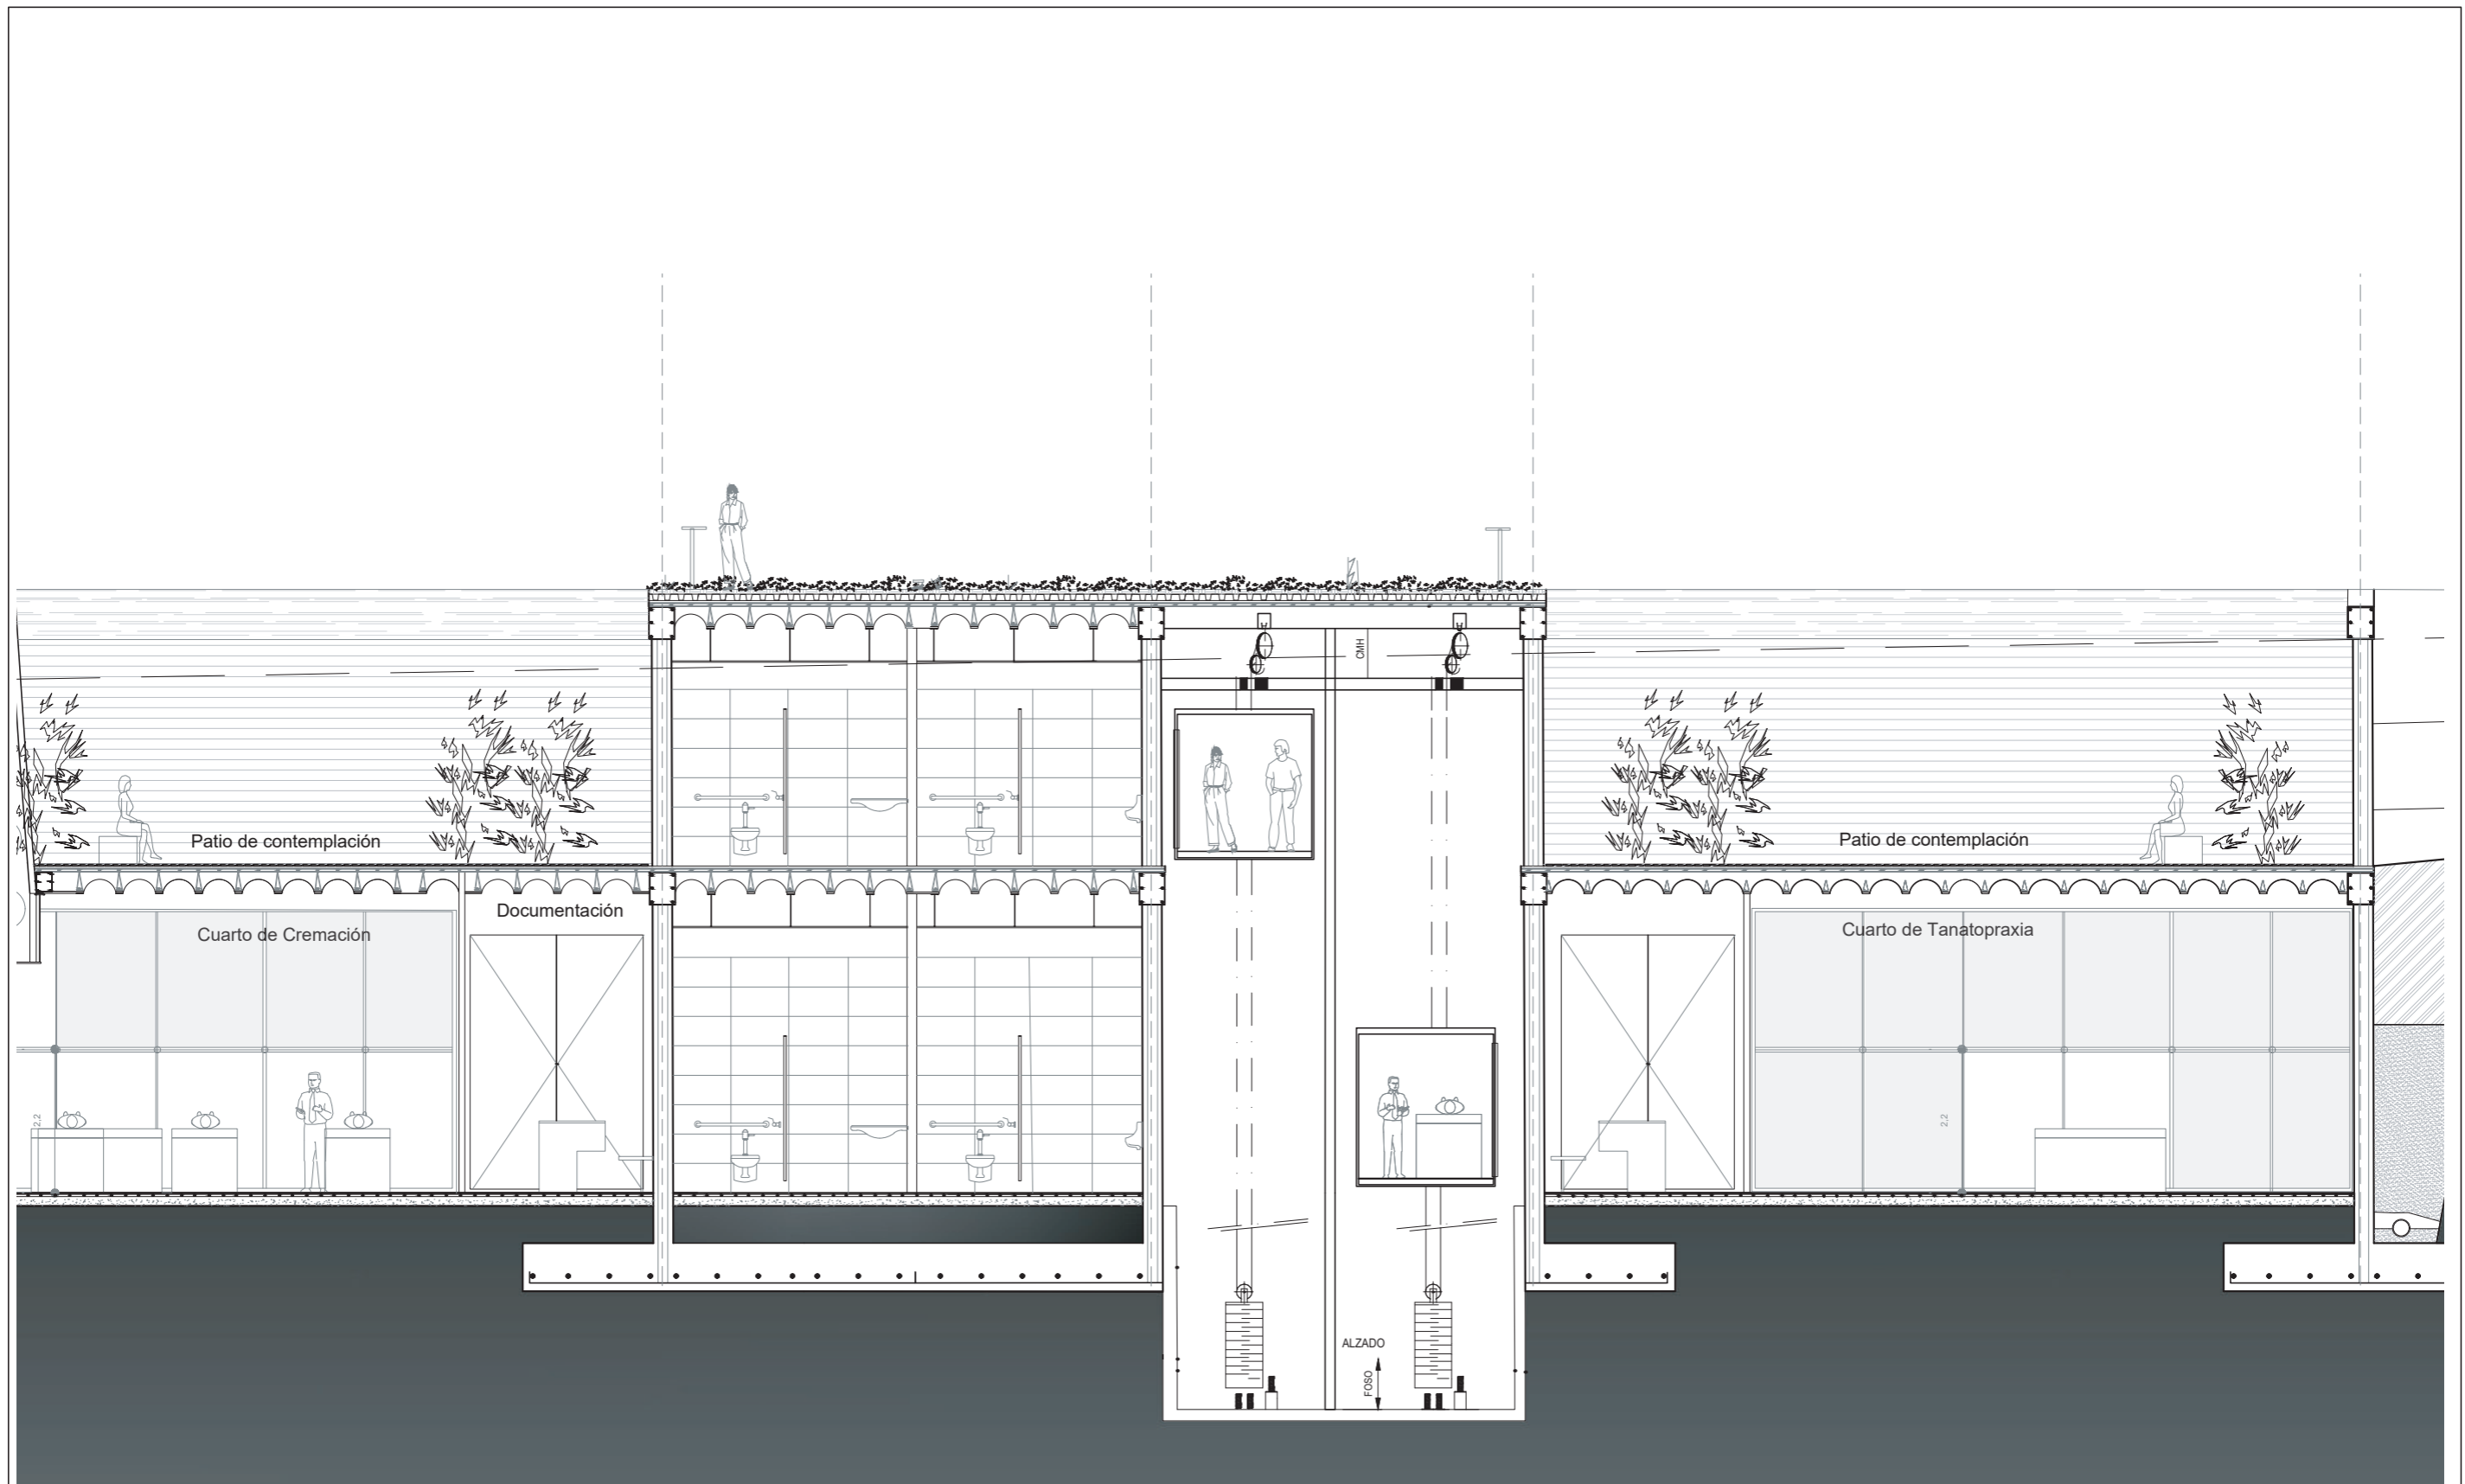 CMH
Patio de contemplación
Patio de contemplación
Documentación
Cuarto de Cremación
Cuarto de Tanatopraxia
2,2
2,2
ALZADO
FOSO